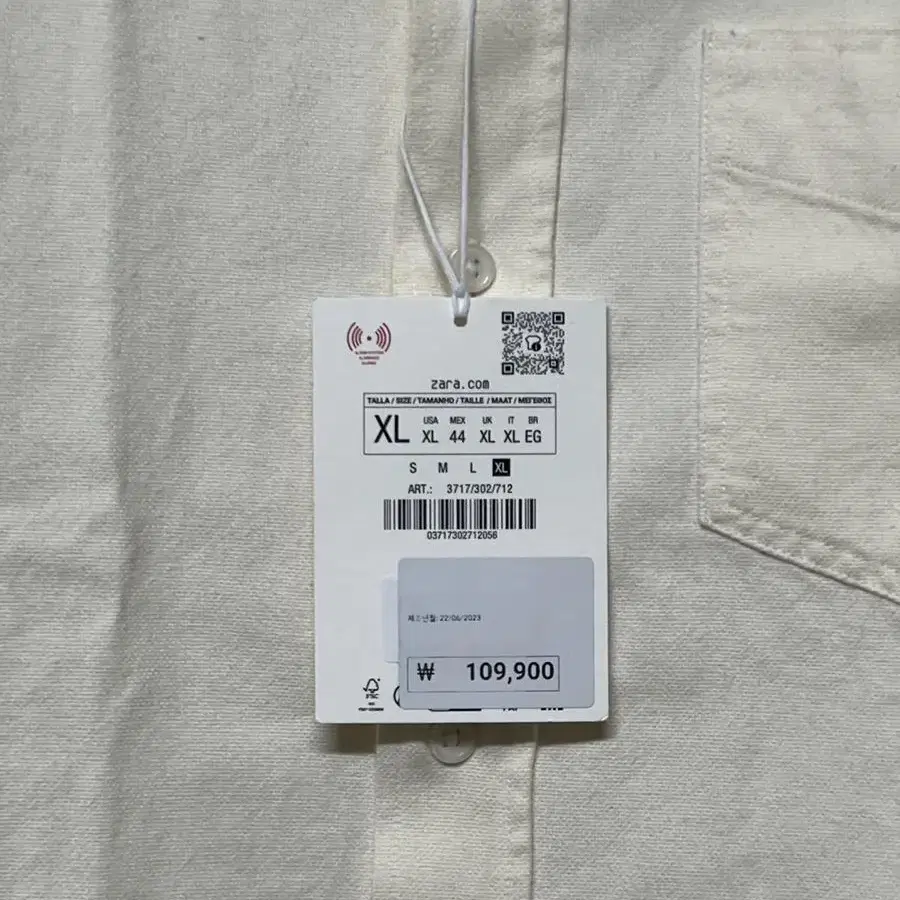 zara.com
TALLA / SIZE / TAMANHO / TAILLE / MAAT / ΜΕΓΕΘΟΣ
XL
USA MEX UK IT BR
XL 44 XL XL EG
S M L XL
ART.: 3717/302/712
03717302712056
제조년월: 22/06/2023
₩ 109,900
FSC